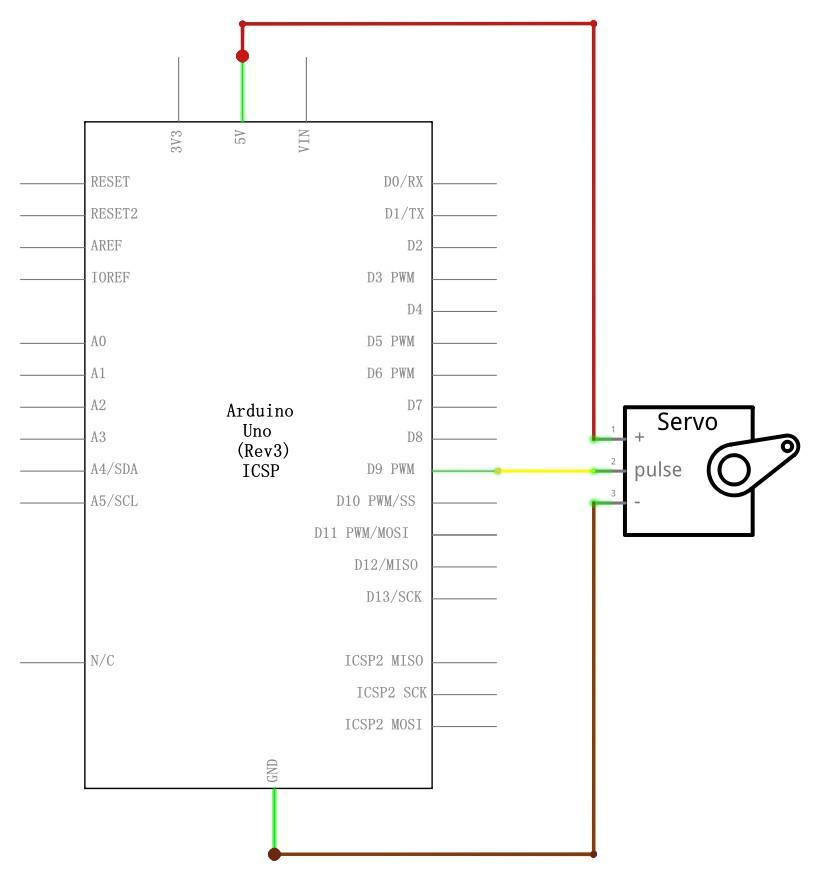 3V3
5V
VIN
RESET
RESET2
AREF
IOREF
A0
A1
A2
A3
A4/SDA
A5/SCL
N/C
Arduino
Uno
(Rev3)
ICSP
D0/RX
D1/TX
D2
D3 PWM
D4
D5 PWM
D6 PWM
D7
D8
D9 PWM
D10 PWM/SS
D11 PWM/MOSI
D12/MISO
D13/SCK
ICSP2 MISO
ICSP2 SCK
ICSP2 MOSI
GND
Servo
1
+
2
pulse
3
-